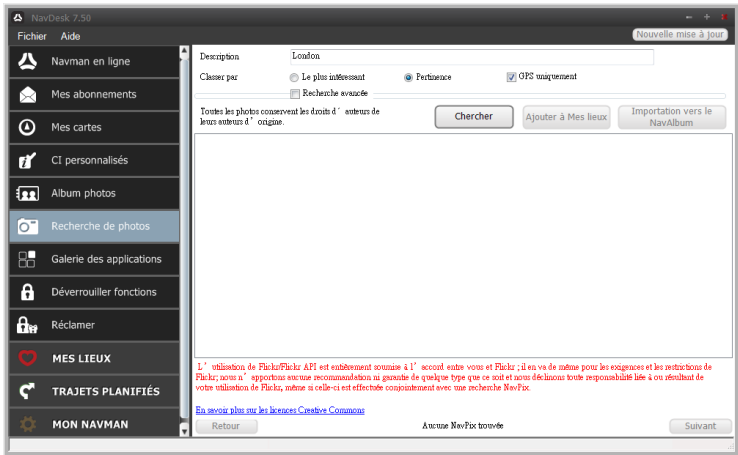 NavDesk 7.50
Fichier Aide
Nouvelle mise à jour
Navman en ligne
Mes abonnements
Mes cartes
CI personnalisés
Album photos
Recherche de photos
Galerie des applications
Déverrouiller fonctions
Réclamer
MES LIEUX
TRAJETS PLANIFIÉS
MON NAVMAN
Description London
Classer par Le plus intéressant Pertinence GPS uniquement
Recherche avancée
Toutes les photos conservent les droits d’auteurs de
leurs auteurs d’origine.
Chercher
Ajouter à Mes lieux
Importation vers le
NavAlbum
L’utilisation de Flickr/Flickr API est entièrement soumise à l’accord entre vous et Flickr ; il en va de même pour les exigences et les restrictions de
Flickr; nous n’apportons aucune recommandation ni garantie de quelque type que ce soit et nous déclinons toute responsabilité liée à ou résultant de
votre utilisation de Flickr, même si celle-ci est effectuée conjointement avec une recherche NavPix.
En savoir plus sur les licences Creative Commons
Retour Aucune NavPix trouvée Suivant